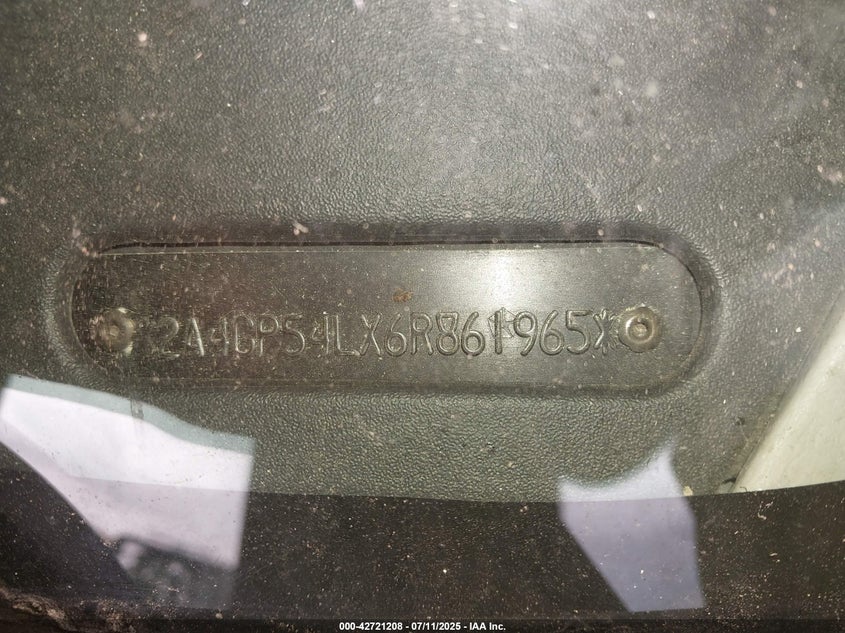 2A4GP54LX6R861965*
000-42721208 - 07/11/2025 - IAA Inc.